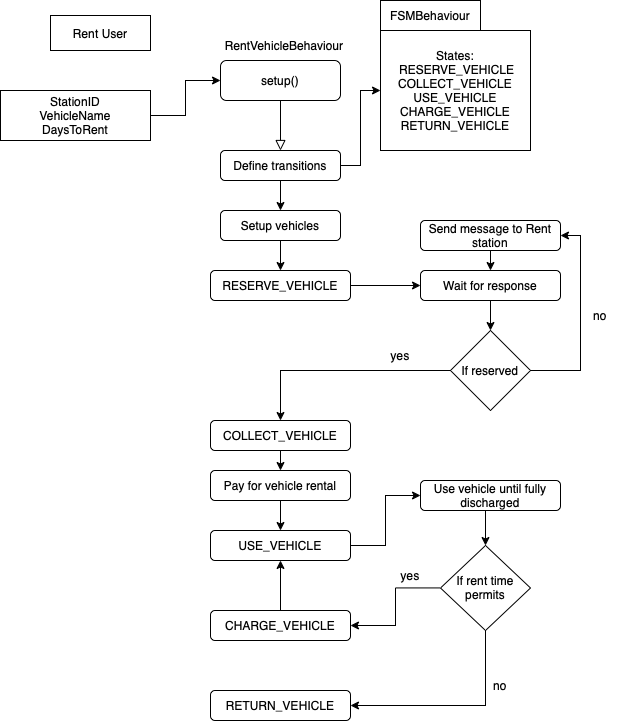 FSMBehaviour
Rent User
RentVehicleBehaviour
States:
RESERVE_VEHICLE
COLLECT_VEHICLE
USE_VEHICLE
CHARGE_VEHICLE
RETURN_VEHICLE
setup()
StationID
VehicleName
DaysToRent
Define transitions
Setup vehicles
Send message to Rent
station
RESERVE_VEHICLE
Wait for response
no
yes
If reserved
COLLECT_VEHICLE
Pay for vehicle rental
Use vehicle until fully
discharged
USE_VEHICLE
yes
If rent time
permits
CHARGE_VEHICLE
no
RETURN_VEHICLE